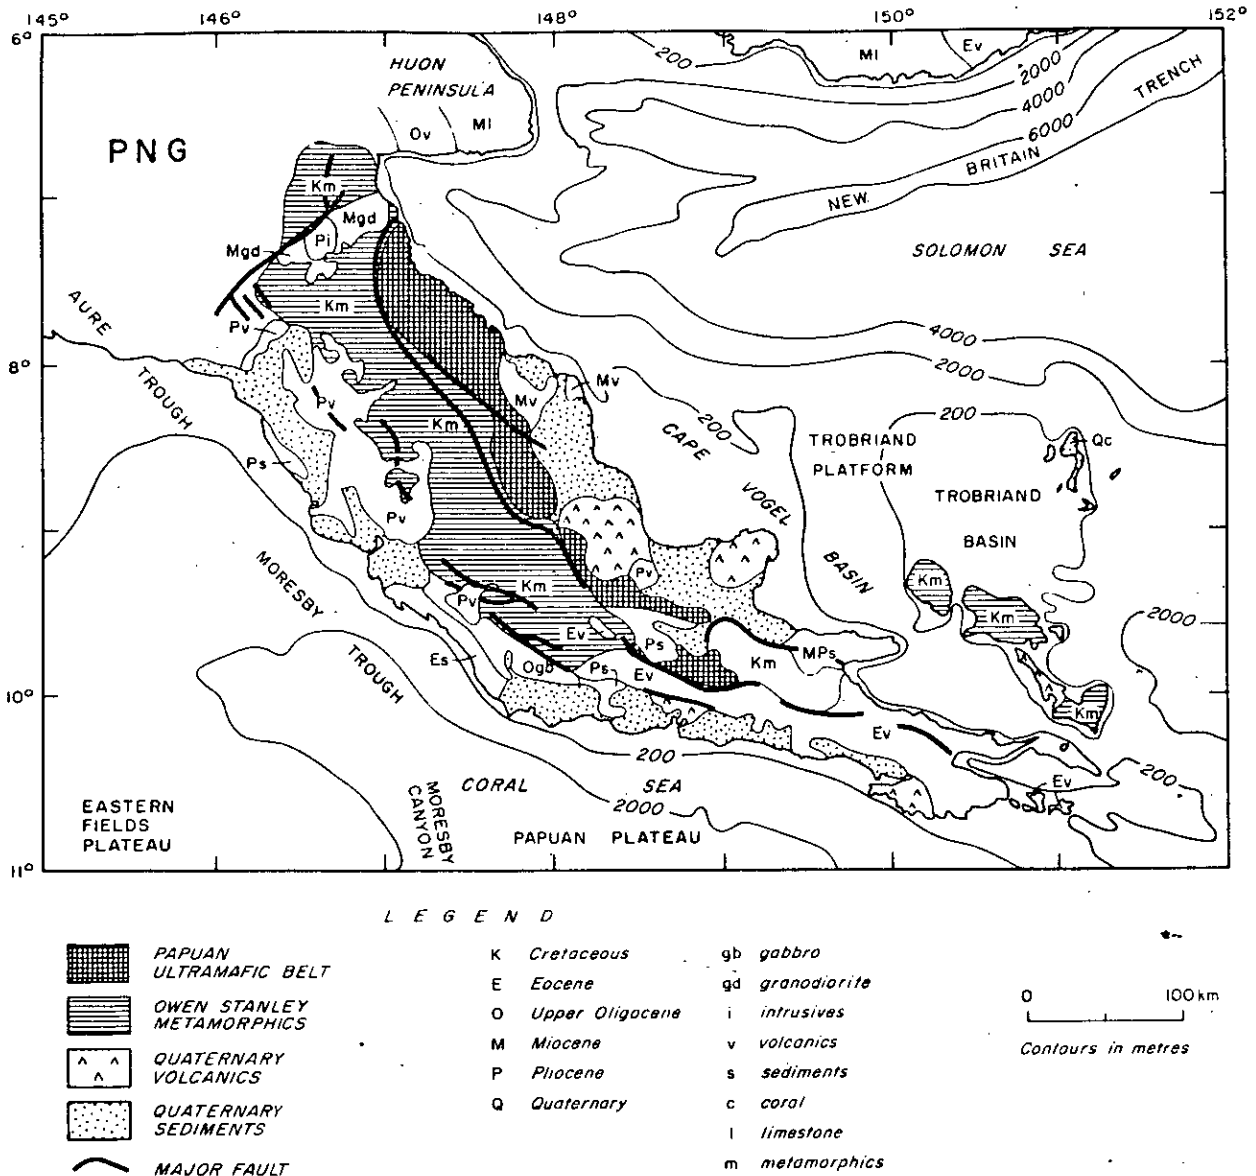 145° 146° 148° 150° 152°
6°
200
MI
Ev
2000
4000
6000
TRENCH
BRITAIN
NEW
HUON
PENINSULA
Ov
MI
PNG
Km
Mgd
Pi
Mgd
SOLOMON SEA
Km
AURE
TROUGH
Pv
4000
2000
8°
Mv
Mv
Pv
Km
200
CAPE
VOGEL
BASIN
200
TROBRIAND
PLATFORM
Qc
TROBRIAND
BASIN
Ps
Pv
MORESBY
TROUGH
Km
Pv
Pv
Km
Km
2000
Ev
Ps
Es
Ogb
Ps
Ev
Km
MPs
10°
Km
Ev
200
200
Ev
CORAL SEA
2000
EASTERN
FIELDS
PLATEAU
MORESBY
CANYON
PAPUAN PLATEAU
11°
LEGEND
PAPUAN
ULTRAMAFIC BELT
OWEN STANLEY
METAMORPHICS
QUATERNARY
VOLCANICS
QUATERNARY
SEDIMENTS
MAJOR FAULT
K Cretaceous
E Eocene
O Upper Oligocene
M Miocene
P Pliocene
Q Quaternary
gb gabbro
gd granodiorite
i intrusives
v volcanics
s sediments
c coral
l limestone
m metamorphics
0 100 km
Contours in metres